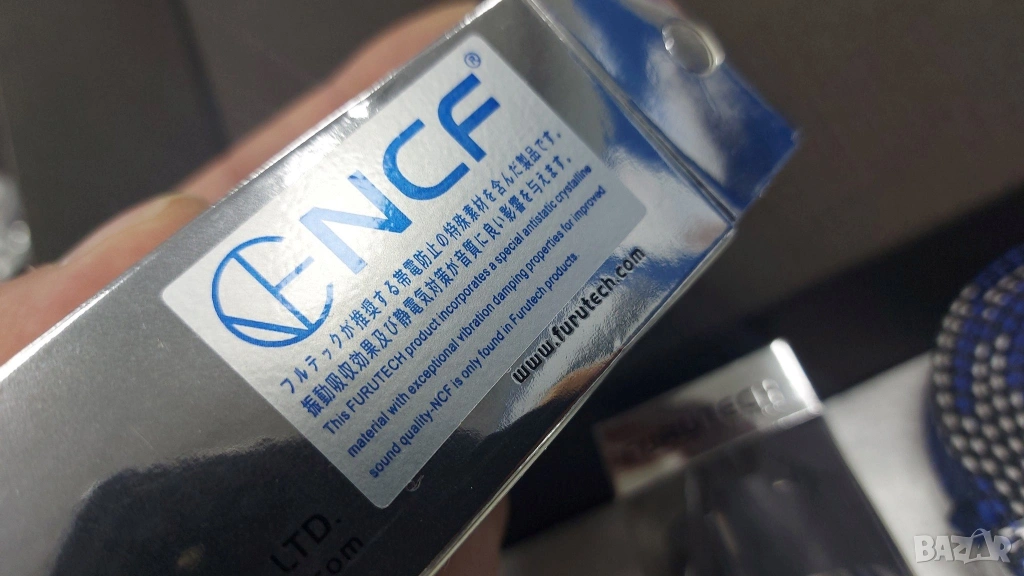 NCF®
フルテックが推奨する帯電防止の特殊素材を含んだ製品です。
振動吸収効果及び静電気対策が音質に良い影響を与えます。
This FURUTECH product incorporates a special antistatic crystalline
material with exceptional vibration damping properties for improved
sound quality-NCF is only found in Furutech products.
www.furutech.com
LTD.
com
FURUTECH
BAZAR